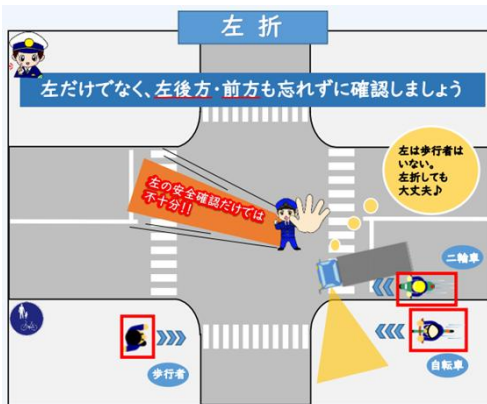 左折
左だけでなく、左後方・前方も忘れずに確認しましょう
左は歩行者は
いない。
左折しても
大丈夫♪
左の安全確認だけでは
不十分!!
二輪車
自転車
歩行者